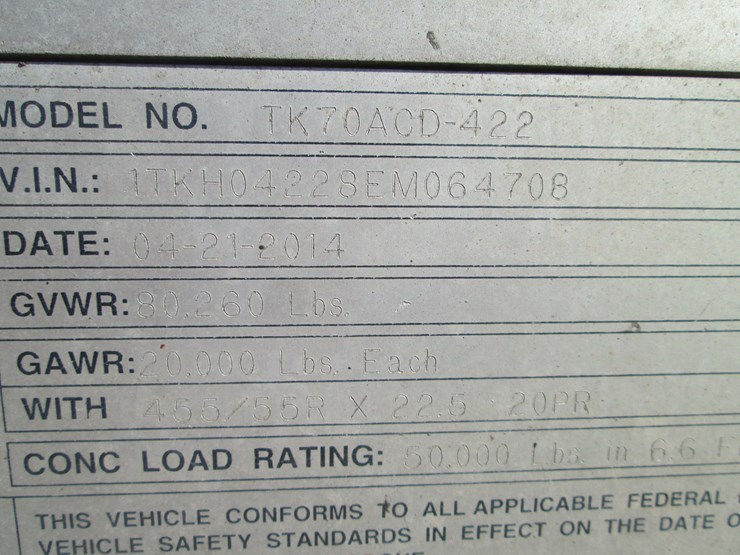 MODEL NO. TK70ACD-422
V.I.N.: 1TKH04228EM064708
DATE: 04-21-2014
GVWR: 80,260 Lbs.
GAWR: 20,000 Lbs. Each
WITH 455/55R X 22.5 20PR
CONC LOAD RATING: 50,000 Lbs. in 6.6
THIS VEHICLE CONFORMS TO ALL APPLICABLE FEDERAL
VEHICLE SAFETY STANDARDS IN EFFECT ON THE DATE